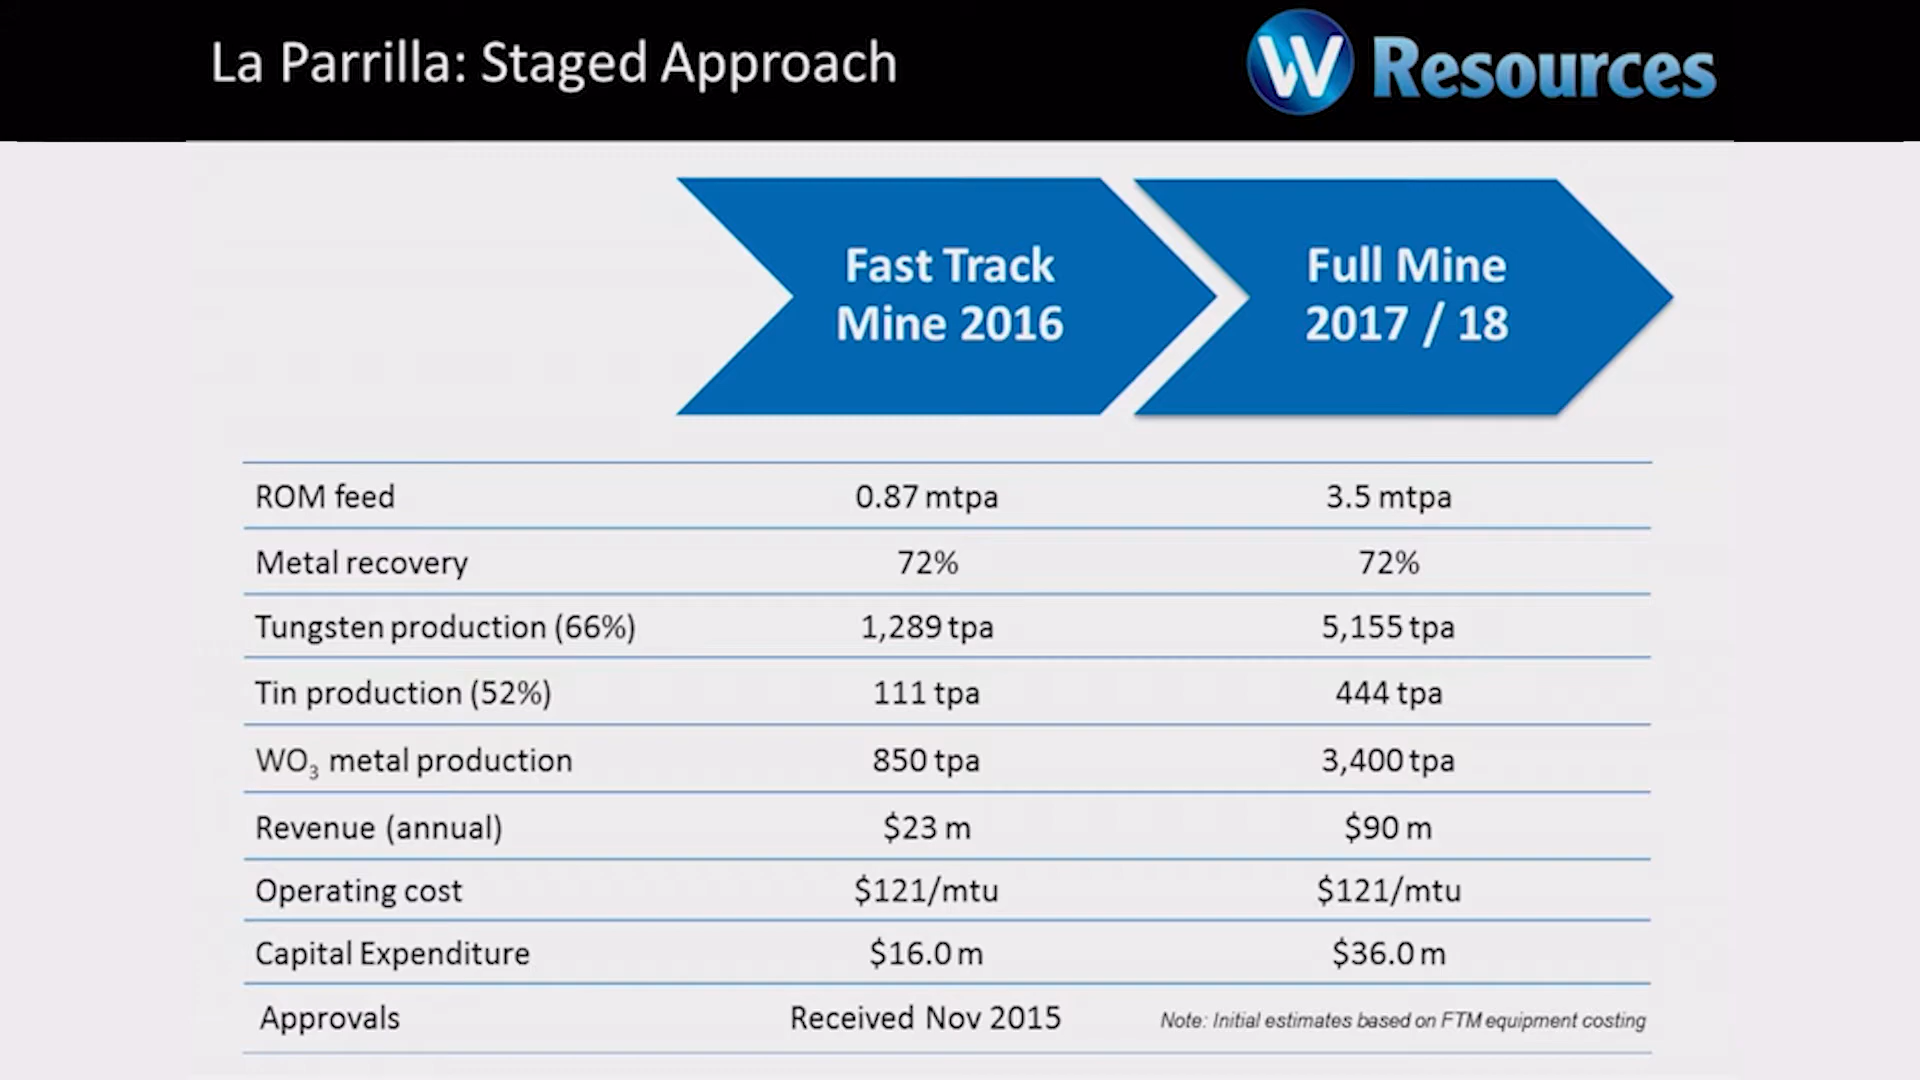 La Parrilla: Staged Approach
W Resources
Fast Track
Mine 2016
Full Mine
2017 / 18
ROM feed 0.87 mtpa 3.5 mtpa
Metal recovery 72% 72%
Tungsten production (66%) 1,289 tpa 5,155 tpa
Tin production (52%) 111 tpa 444 tpa
WO₃ metal production 850 tpa 3,400 tpa
Revenue (annual) $23 m $90 m
Operating cost $121/mtu $121/mtu
Capital Expenditure $16.0 m $36.0 m
Approvals Received Nov 2015 Note: Initial estimates based on FTM equipment costing